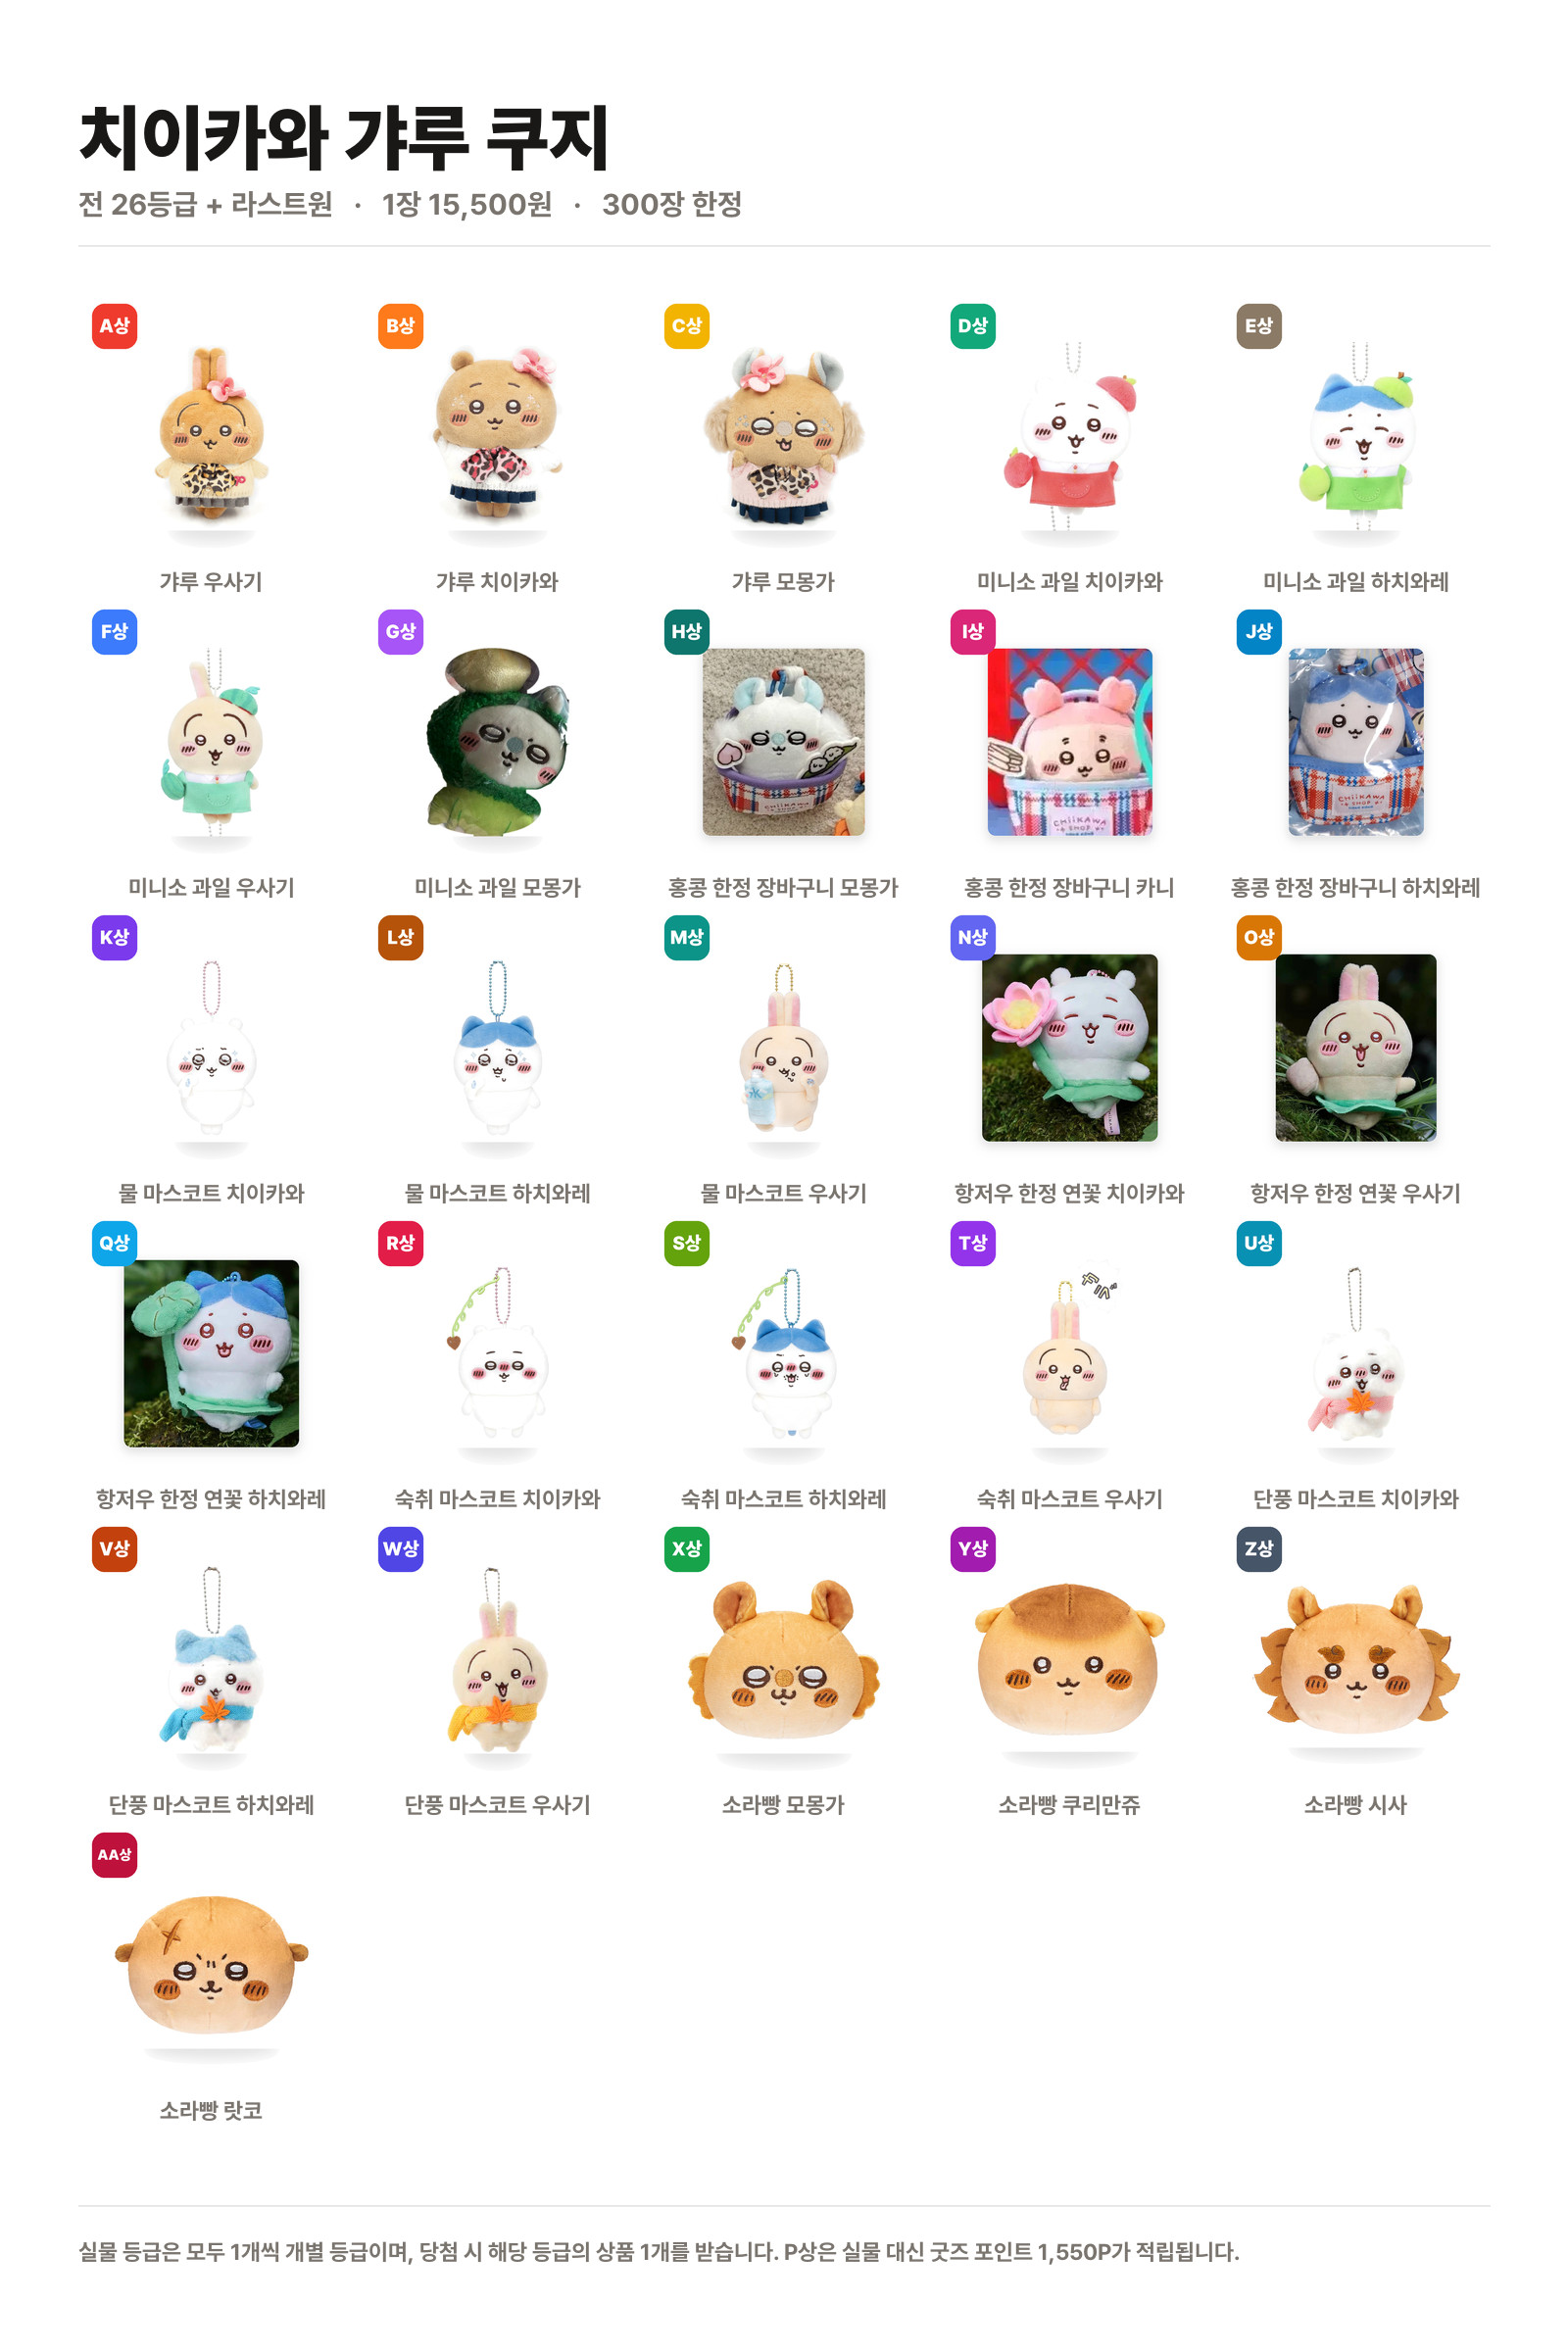 치이카와 갸루 쿠지
전 26등급 + 라스트원 · 1장 15,500원 · 300장 한정
A상 B상 C상 D상 E상
갸루 우사기 갸루 치이카와 갸루 모몽가 미니소 과일 치이카와 미니소 과일 하치와레
F상 G상 H상 I상 J상
CHIIKAWA SHOP CHIIKAWA SHOP CHIIKAWA SHOP
미니소 과일 우사기 미니소 과일 모몽가 홍콩 한정 장바구니 모몽가 홍콩 한정 장바구니 카니 홍콩 한정 장바구니 하치와레
K상 L상 M상 N상 O상
물 마스코트 치이카와 물 마스코트 하치와레 물 마스코트 우사기 항저우 한정 연꽃 치이카와 항저우 한정 연꽃 우사기
Q상 R상 S상 T상 U상
항저우 한정 연꽃 하치와레 숙취 마스코트 치이카와 숙취 마스코트 하치와레 숙취 마스코트 우사기 단풍 마스코트 치이카와
V상 W상 X상 Y상 Z상
단풍 마스코트 하치와레 단풍 마스코트 우사기 소라빵 모몽가 소라빵 쿠리만쥬 소라빵 시사
AA상
소라빵 랏코
실물 등급은 모두 1개씩 개별 등급이며, 당첨 시 해당 등급의 상품 1개를 받습니다. P상은 실물 대신 굿즈 포인트 1,550P가 적립됩니다.